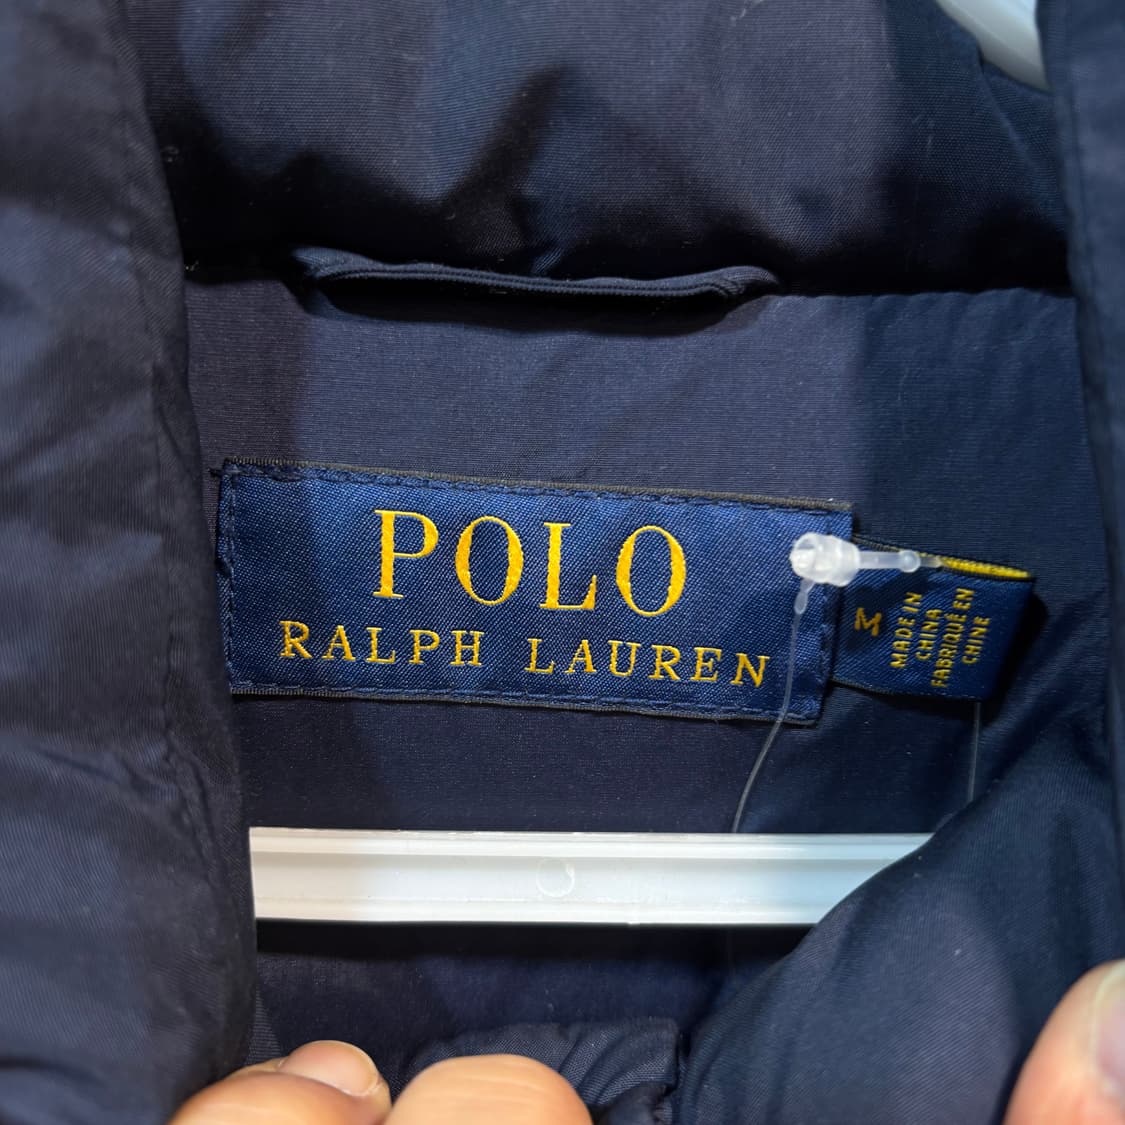 POLO
RALPH LAUREN
M
MADE IN
CHINA
FABRIQUÉ EN
CHINE